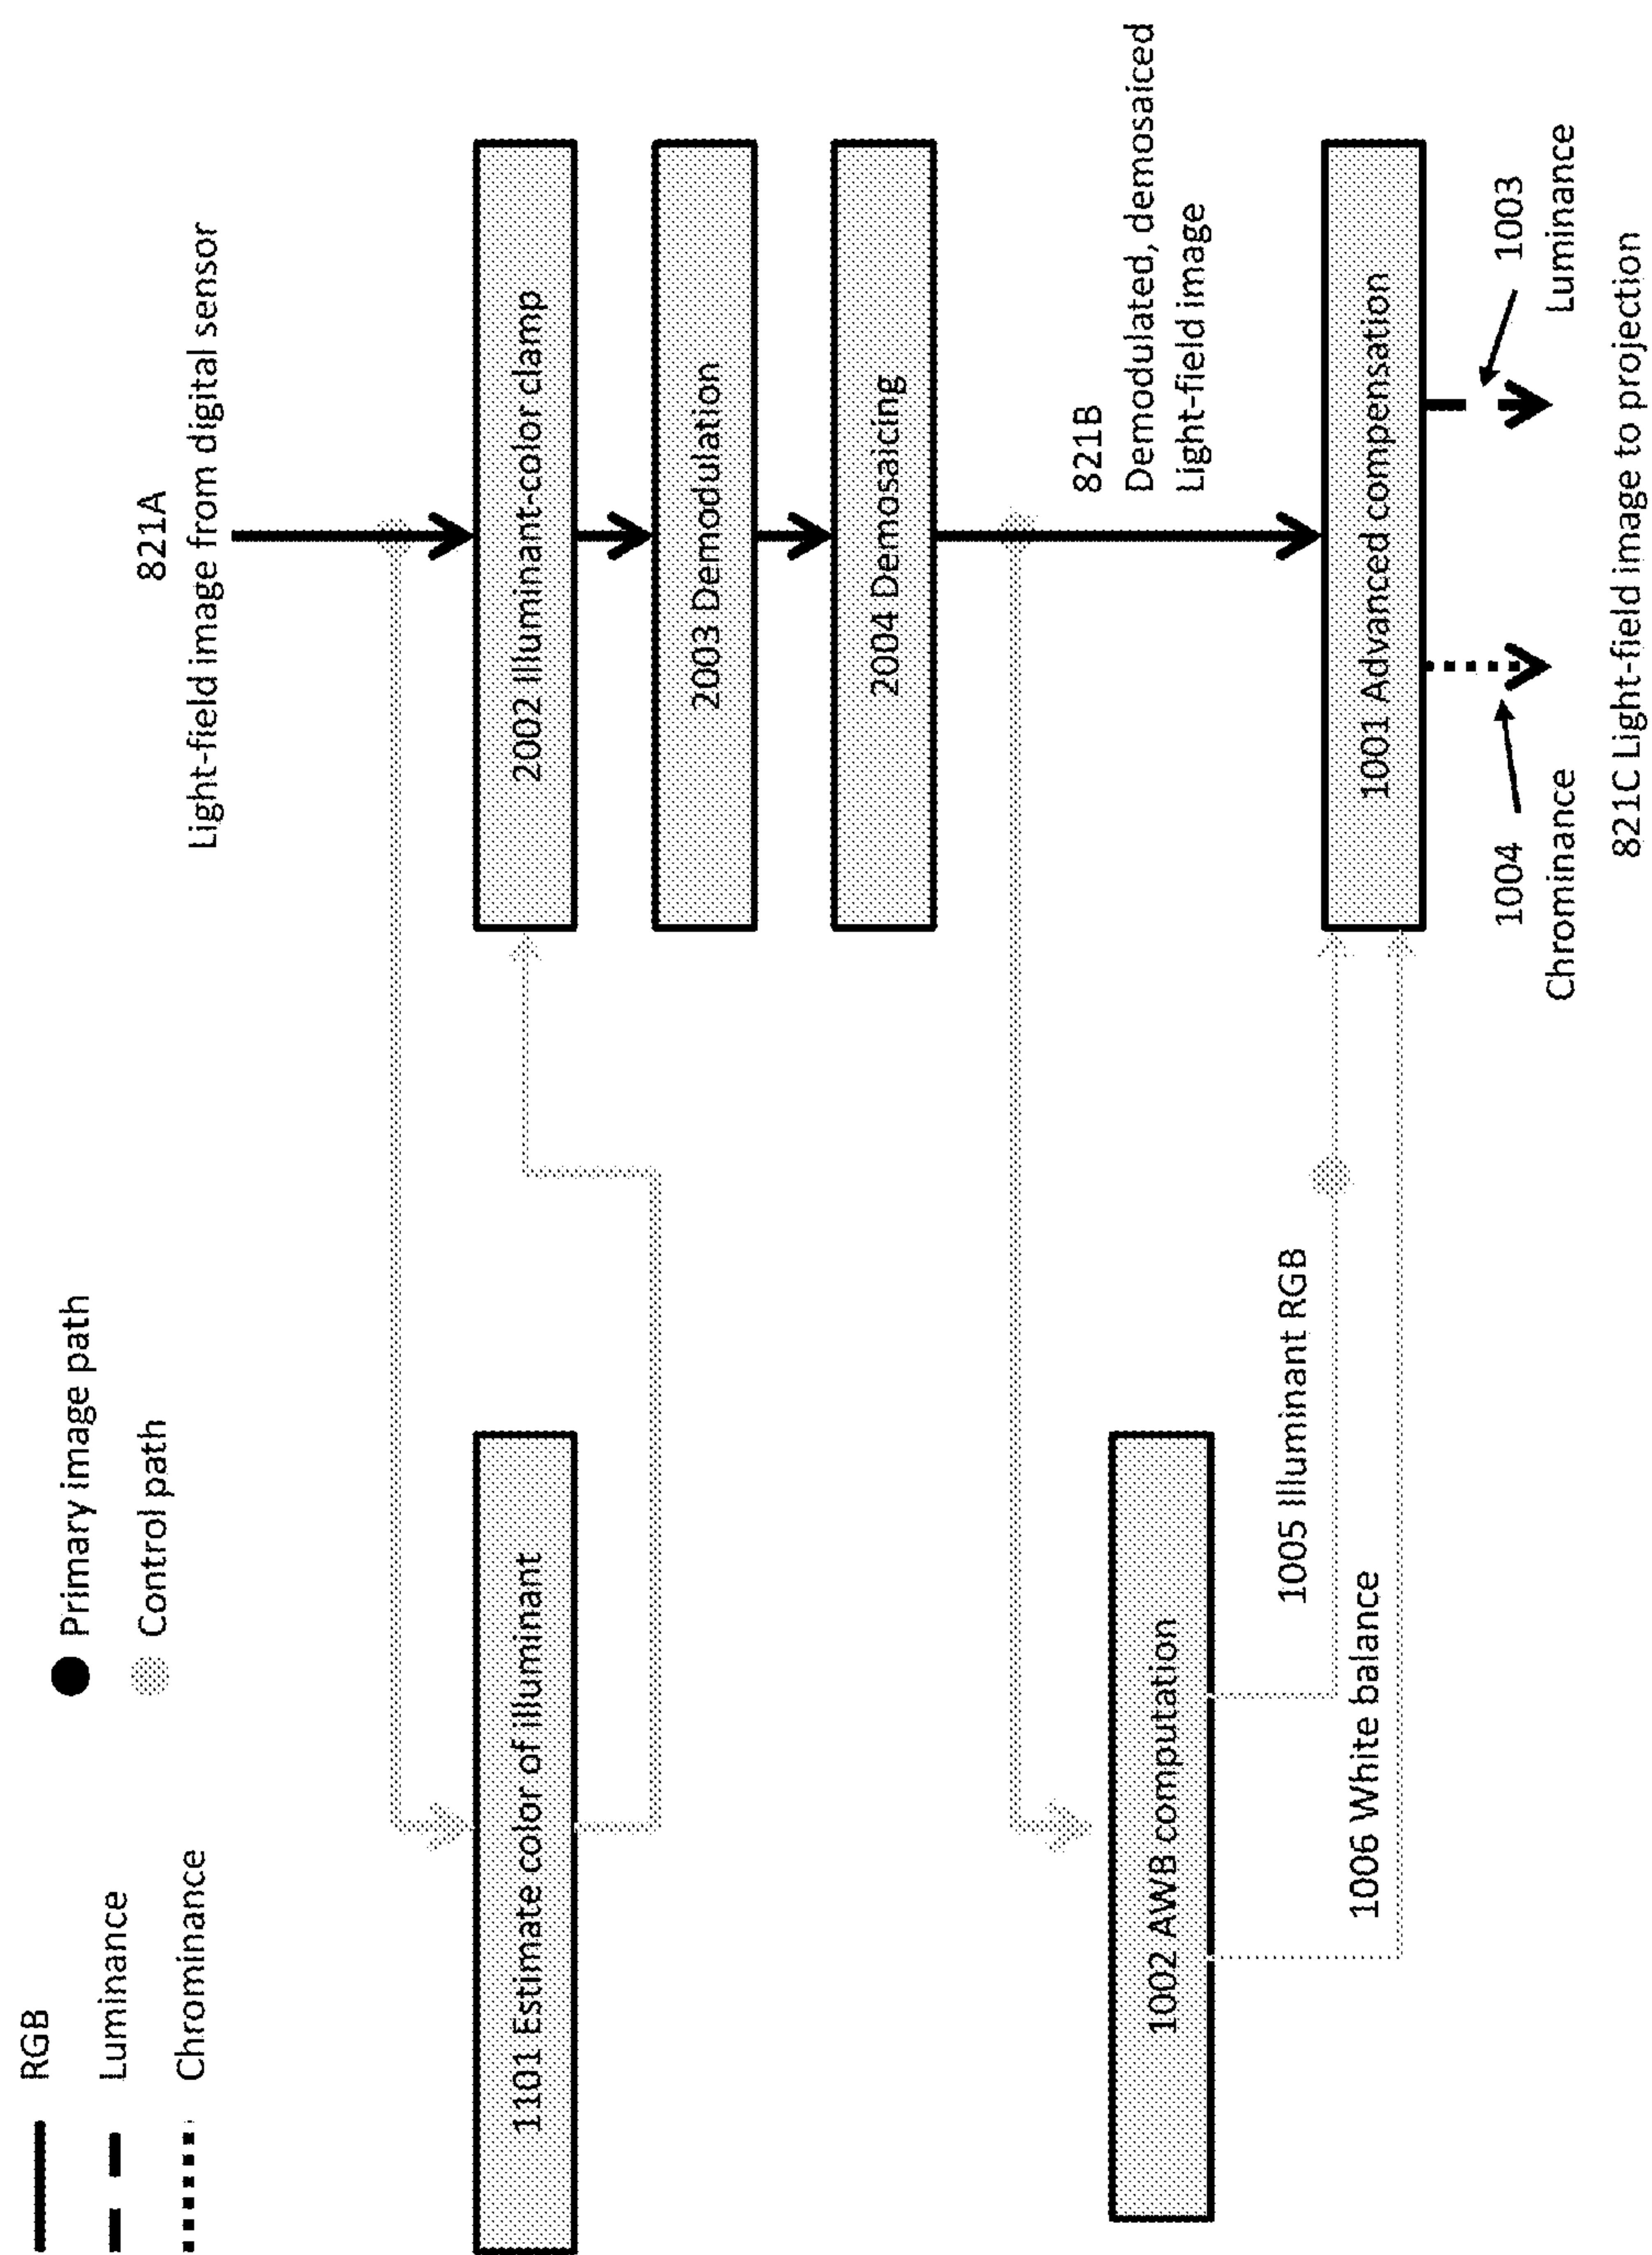 RGB
Luminance
Chrominance
Primary image path
Control path
821A
Light-field image from digital sensor
1101 Estimate color of illuminant
2002 Illuminant-color clamp
2003 Demodulation
2004 Demosaicing
821B
Demodulated, demosaiced
Light-field image
1002 AWB computation
1005 Illuminant RGB
1006 White balance
1001 Advanced compensation
1004
Chrominance
1003
Luminance
821C Light-field image to projection